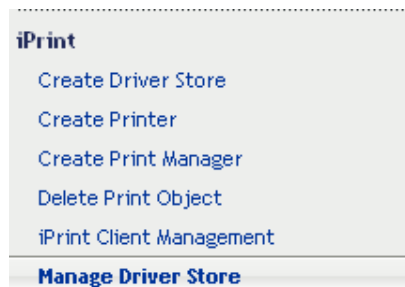 iPrint
Create Driver Store
Create Printer
Create Print Manager
Delete Print Object
iPrint Client Management
Manage Driver Store